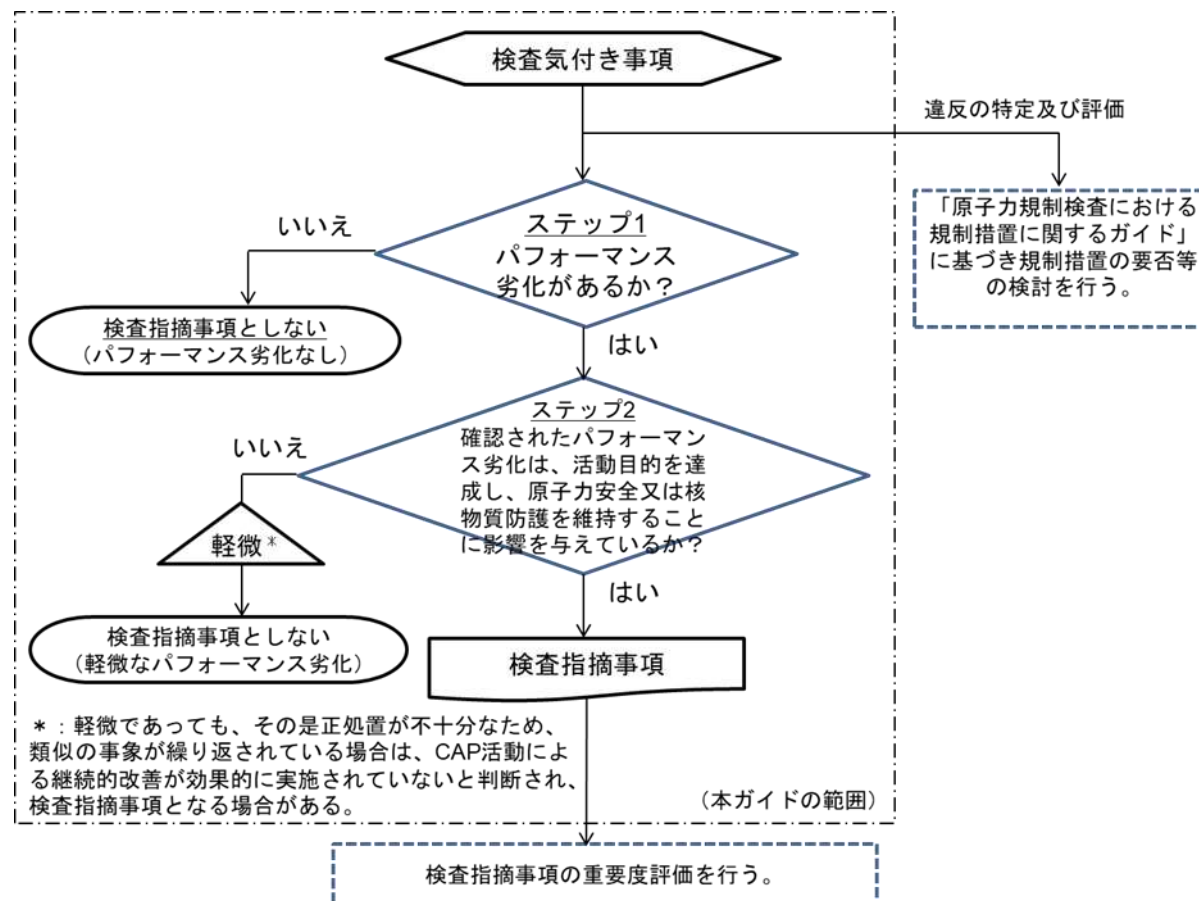 検査気付き事項
違反の特定及び評価
「原子力規制検査における
規制措置に関するガイド」
に基づき規制措置の要否等
の検討を行う。
ステップ1
パフォーマンス
劣化があるか？
いいえ
検査指摘事項としない
（パフォーマンス劣化なし）
はい
ステップ2
確認されたパフォーマン
ス劣化は、活動目的を達
成し、原子力安全又は核
物質防護を維持すること
に影響を与えているか？
いいえ
軽微*
検査指摘事項としない
（軽微なパフォーマンス劣化）
はい
検査指摘事項
＊：軽微であっても、その是正処置が不十分なため、
類似の事象が繰り返されている場合は、CAP活動によ
る継続的改善が効果的に実施されていないと判断され、
検査指摘事項となる場合がある。
（本ガイドの範囲）
検査指摘事項の重要度評価を行う。